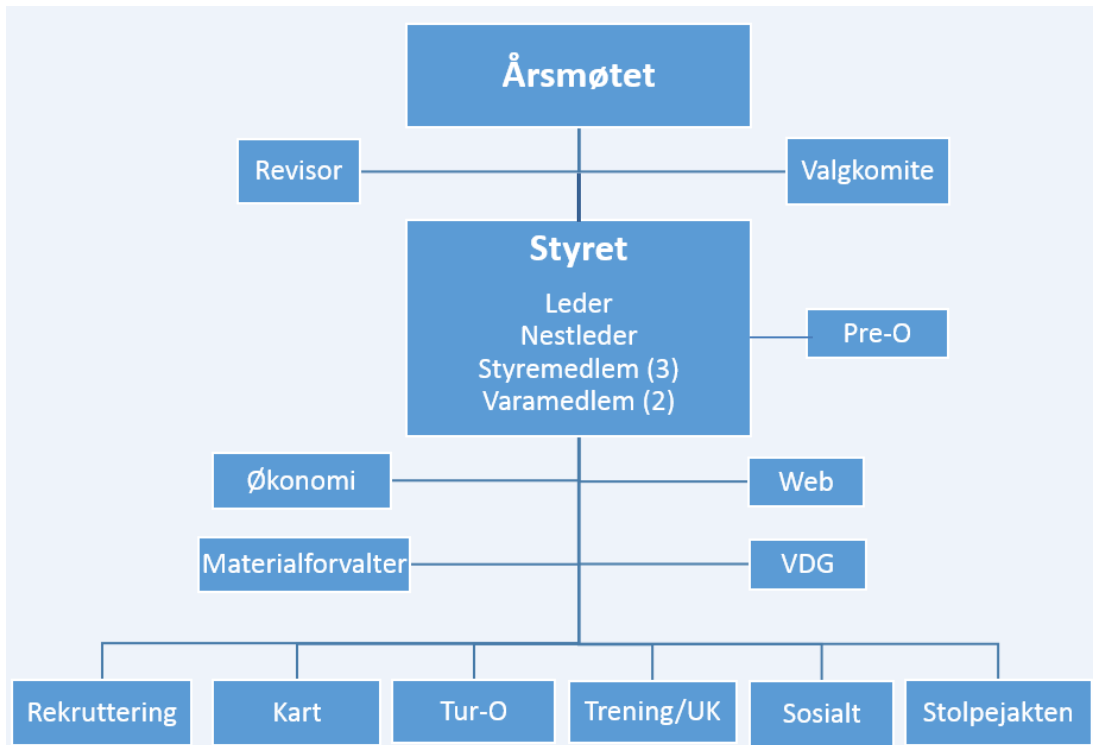 Årsmøtet
Revisor
Valgkomite
Styret
Leder
Nestleder
Styremedlem (3)
Varamedlem (2)
Pre-O
Økonomi
Web
Materialforvalter
VDG
Rekruttering
Kart
Tur-O
Trening/UK
Sosialt
Stolpejakten